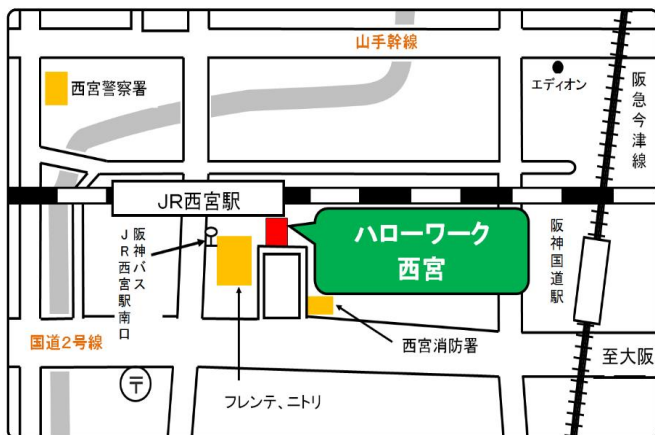 山手幹線
西宮警察署
エディオン
阪急今津線
JR西宮駅
ハローワーク
西宮
阪神バス
JR西宮駅南口
阪神国道駅
国道2号線
西宮消防署
至大阪
〒
フレンテ、ニトリ